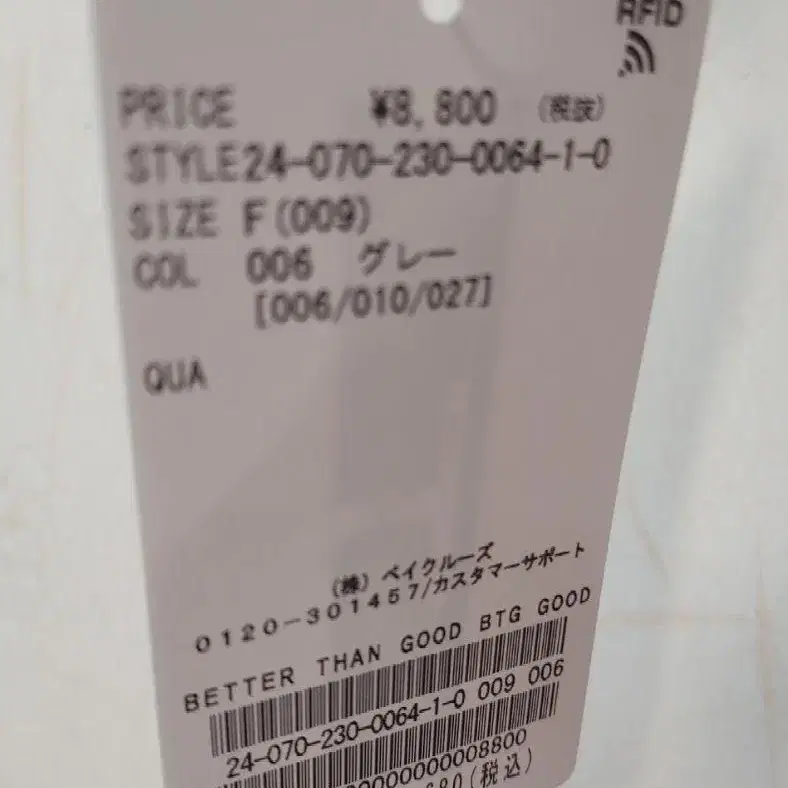 RFID
PRICE ¥8,800 (税抜)
STYLE24-070-230-0064-1-0
SIZE F(009)
COL 006 グレー
[006/010/027]
QUA
(株) ベイクルーズ
0120-301457/カスタマーサポート
BETTER THAN GOOD BTG GOOD
24-070-230-0064-1-0 009 006
(税込)